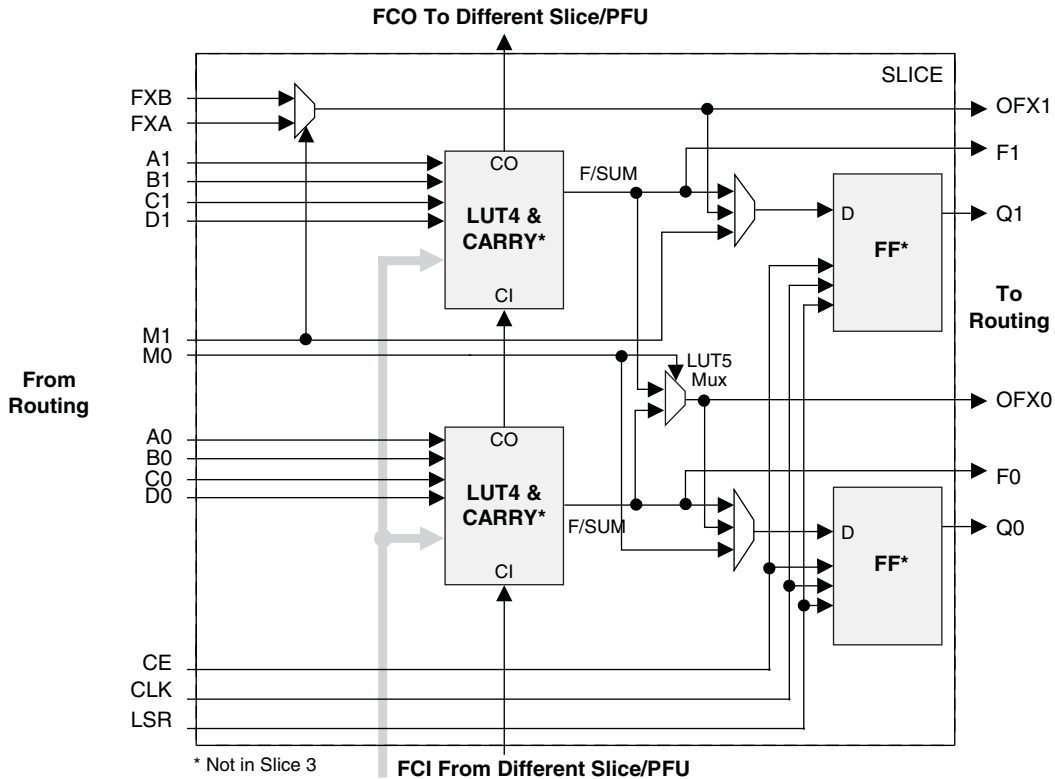 FCO To Different Slice/PFU
SLICE
FXB
FXA
OFX1
F1
A1
B1
C1
D1
CO
F/SUM
LUT4 &
CARRY*
CI
D
FF*
Q1
To
Routing
M1
M0
From
Routing
LUT5
Mux
OFX0
A0
B0
C0
D0
CO
LUT4 &
CARRY*
F/SUM
CI
F0
D
FF*
Q0
CE
CLK
LSR
* Not in Slice 3
FCI From Different Slice/PFU